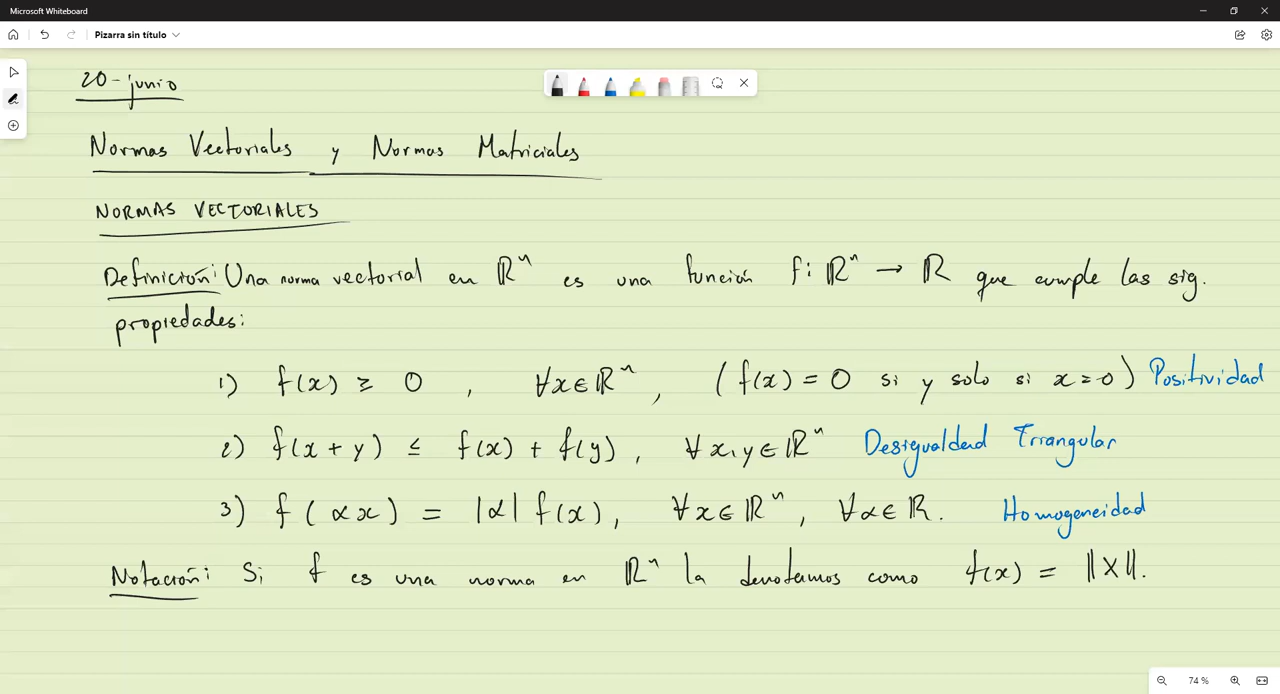 Microsoft Whiteboard
Pizarra sin título
20-junio
Normas Vectoriales y Normas Matriciales
NORMAS VECTORIALES
Definición: Una norma vectorial en ℝⁿ es una función f: ℝⁿ → ℝ que cumple las sig.
propiedades:
1) f(x) ≥ 0 , ∀x∈ℝⁿ, (f(x) = 0 si y solo si x=0) Positividad
2) f(x+y) ≤ f(x) + f(y), ∀x,y∈ℝⁿ Desigualdad Triangular
3) f(αx) = |α| f(x), ∀x∈ℝⁿ, ∀α∈ℝ. Homogeneidad
Notación: Si f es una norma en ℝⁿ la denotamos como f(x) = ||X||.
74 %